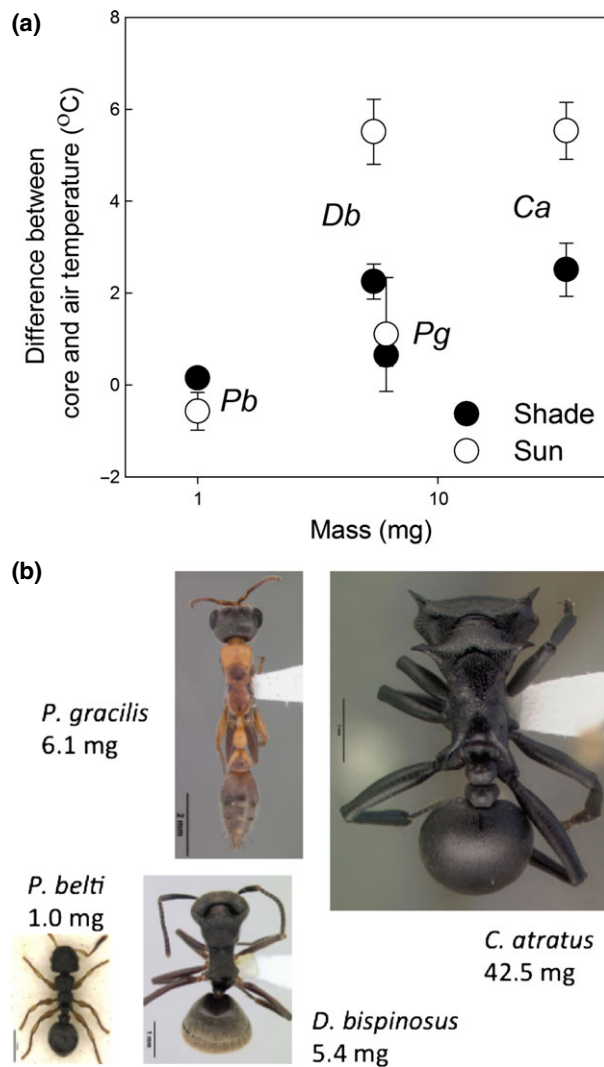 (a)
8
6
4
2
0
−2
Difference between
core and air temperature (°C)
Db
Ca
Pg
Pb
Shade
Sun
1
10
Mass (mg)
(b)
P. gracilis
6.1 mg
2 mm
P. belti
1.0 mg
C. atratus
42.5 mg
1 mm
D. bispinosus
5.4 mg